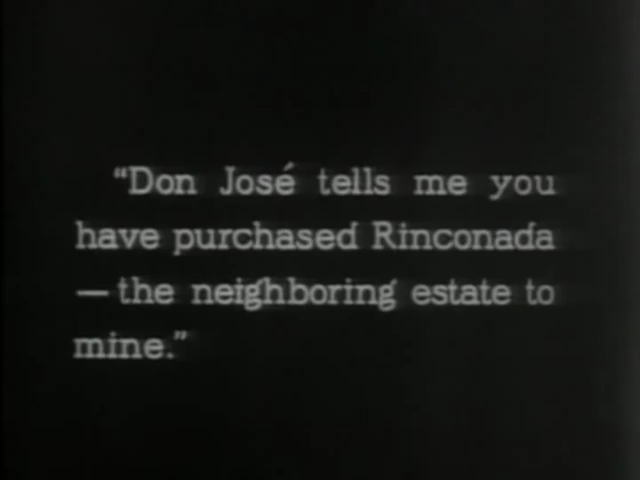 “Don José tells me you
have purchased Rinconada
— the neighboring estate to
mine.”